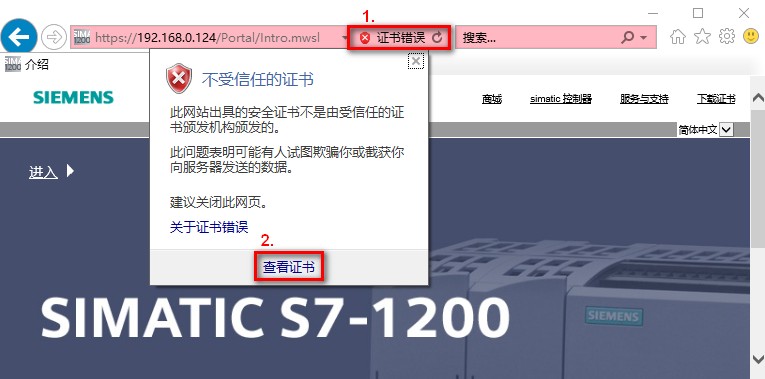 1.
https://192.168.0.124/Portal/Intro.mwsl
证书错误
搜索...
介绍
SIEMENS
不受信任的证书
此网站出具的安全证书不是由受信任的证
书颁发机构颁发的。
此问题表明可能有人试图欺骗你或截获你
向服务器发送的数据。
建议关闭此网页。
关于证书错误
2.
查看证书
商城
simatic 控制器
服务与支持
下载证书
简体中文
进入
SIMATIC S7-1200
SIEMENS